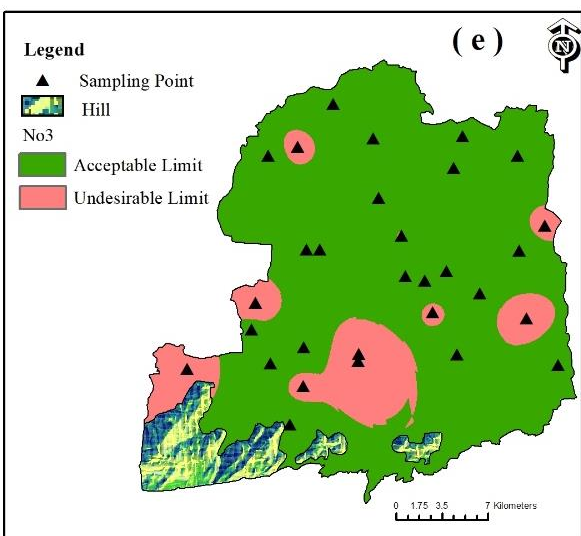 ( e )
N
Legend
Sampling Point
Hill
No3
Acceptable Limit
Undesirable Limit
0 1.75 3.5 7 Kilometers